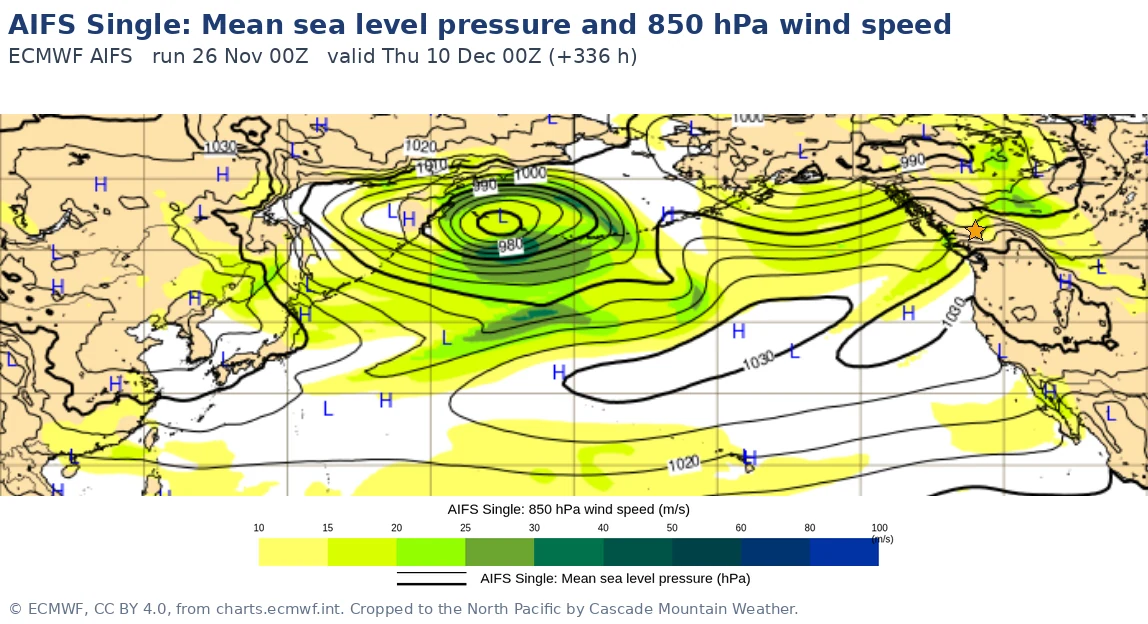 AIFS Single: Mean sea level pressure and 850 hPa wind speed
ECMWF AIFS   run 26 Nov 00Z   valid Thu 10 Dec 00Z (+336 h)
1000
1030
1020
1010
1000
990
990
980
1030
1030
1020
AIFS Single: 850 hPa wind speed (m/s)
10 15 20 25 30 40 50 60 80 100
(m/s)
AIFS Single: Mean sea level pressure (hPa)
© ECMWF, CC BY 4.0, from charts.ecmwf.int. Cropped to the North Pacific by Cascade Mountain Weather.